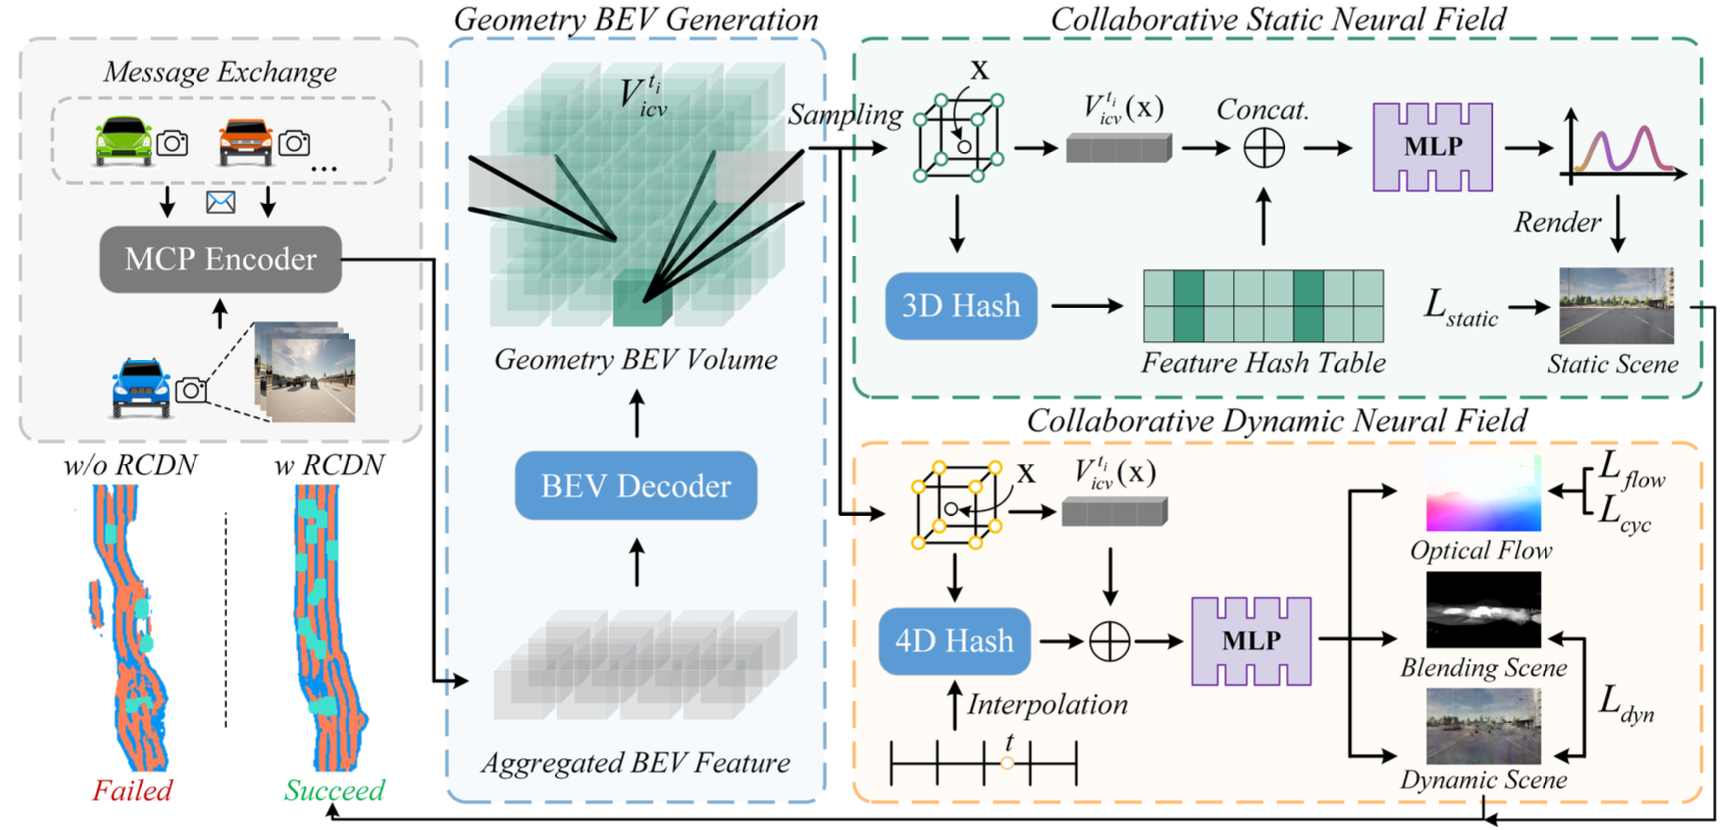 Message Exchange
...
MCP Encoder
w/o RCDN
w RCDN
Failed
Succeed
Geometry BEV Generation
V_{icv}^{t_i}
Geometry BEV Volume
BEV Decoder
Aggregated BEV Feature
Sampling
Collaborative Static Neural Field
X
V_{icv}^{t_i}(x)
Concat.
MLP
Render
3D Hash
Feature Hash Table
L_{static}
Static Scene
Collaborative Dynamic Neural Field
X
V_{icv}^{t_i}(x)
4D Hash
MLP
Interpolation
t
L_{flow}
L_{cyc}
Optical Flow
Blending Scene
L_{dyn}
Dynamic Scene